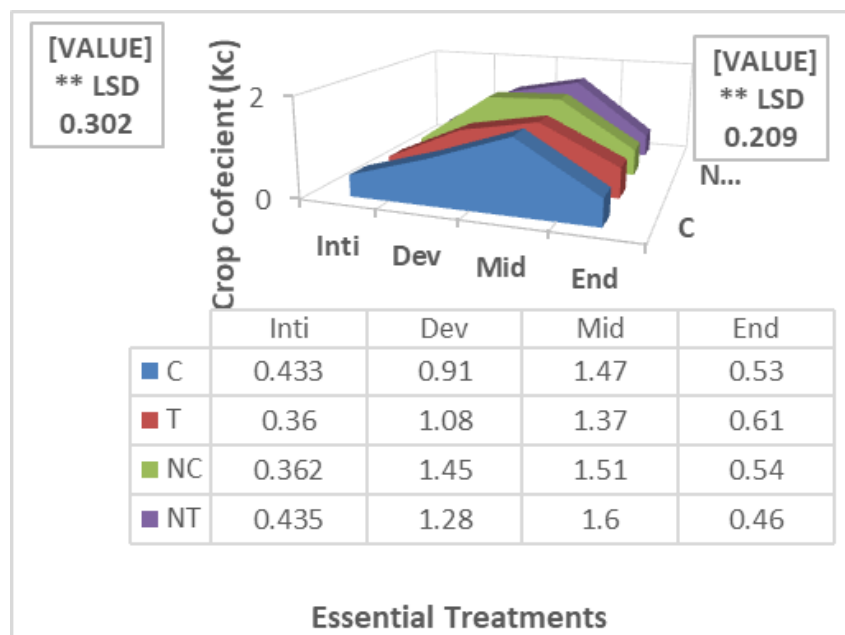 [VALUE]
** LSD
0.302
[VALUE]
** LSD
0.209
Crop Cofecient (Kc)
2
0
Inti
Dev
Mid
End
N...
C
Inti Dev Mid End
C 0.433 0.91 1.47 0.53
T 0.36 1.08 1.37 0.61
NC 0.362 1.45 1.51 0.54
NT 0.435 1.28 1.6 0.46
Essential Treatments